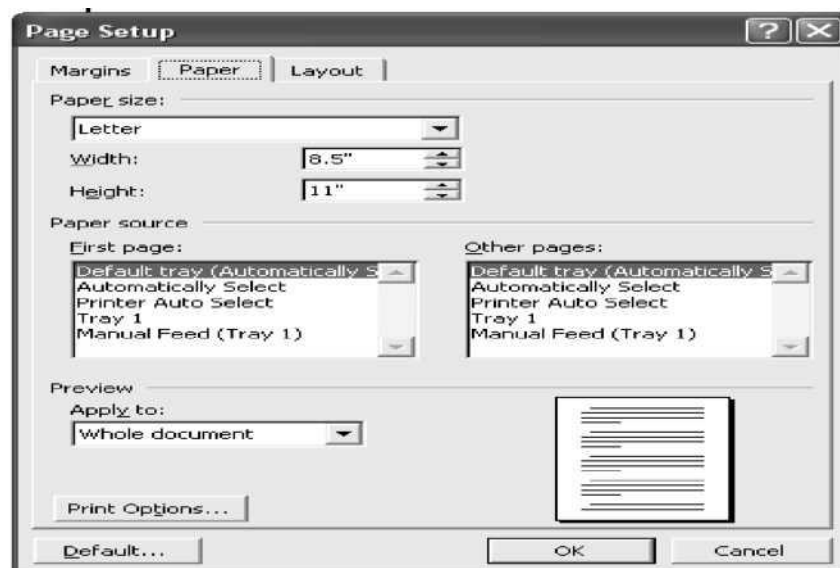 Page Setup
Margins Paper Layout
Paper size:
Letter
Width: 8.5"
Height: 11"
Paper source
First page: Other pages:
Default tray (Automatically S Default tray (Automatically S
Automatically Select Automatically Select
Printer Auto Select Printer Auto Select
Tray 1 Tray 1
Manual Feed (Tray 1) Manual Feed (Tray 1)
Preview
Apply to:
Whole document
Print Options...
Default... OK Cancel